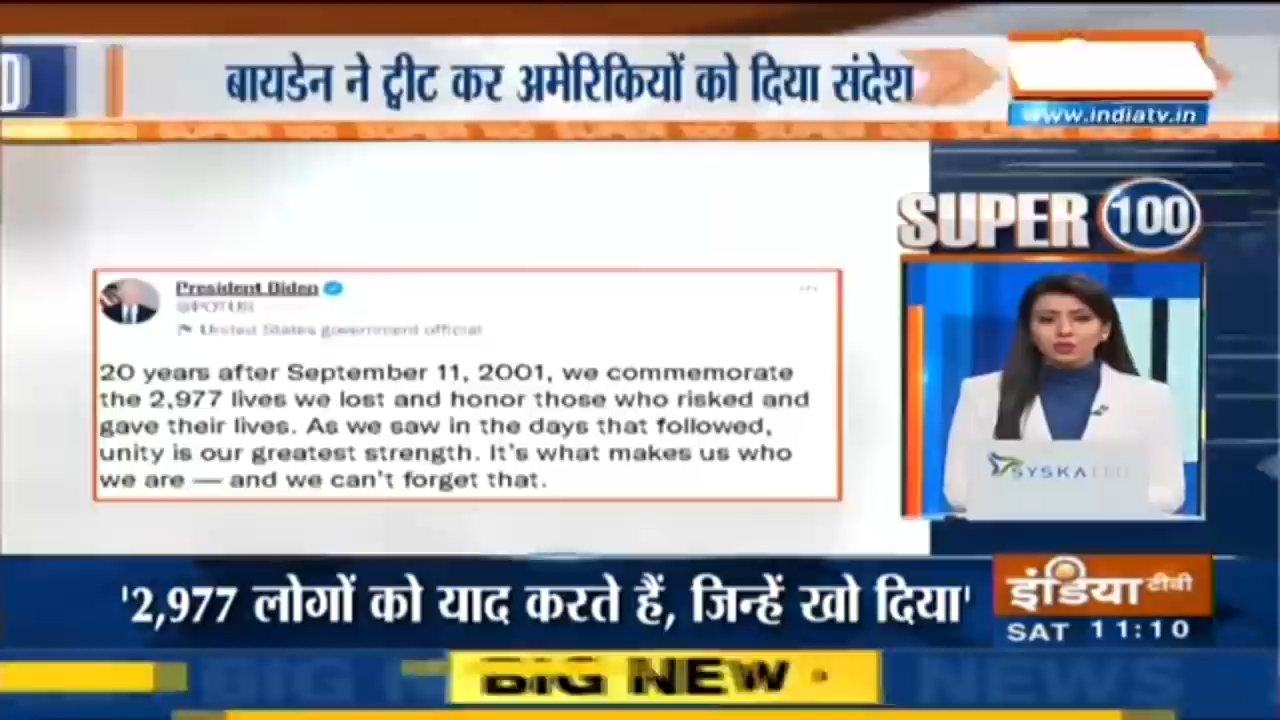 D
बायडेन ने ट्वीट कर अमेरिकियों को दिया संदेश
www.indiatv.in
SUPER 100
President Biden
@POTUS
United States government official
20 years after September 11, 2001, we commemorate
the 2,977 lives we lost and honor those who risked and
gave their lives. As we saw in the days that followed,
unity is our greatest strength. It's what makes us who
we are — and we can't forget that.
SYSKA LED
'2,977 लोगों को याद करते हैं, जिन्हें खो दिया'
इंडिया टीवी
SAT 11:10
BIG NEW
NEWS